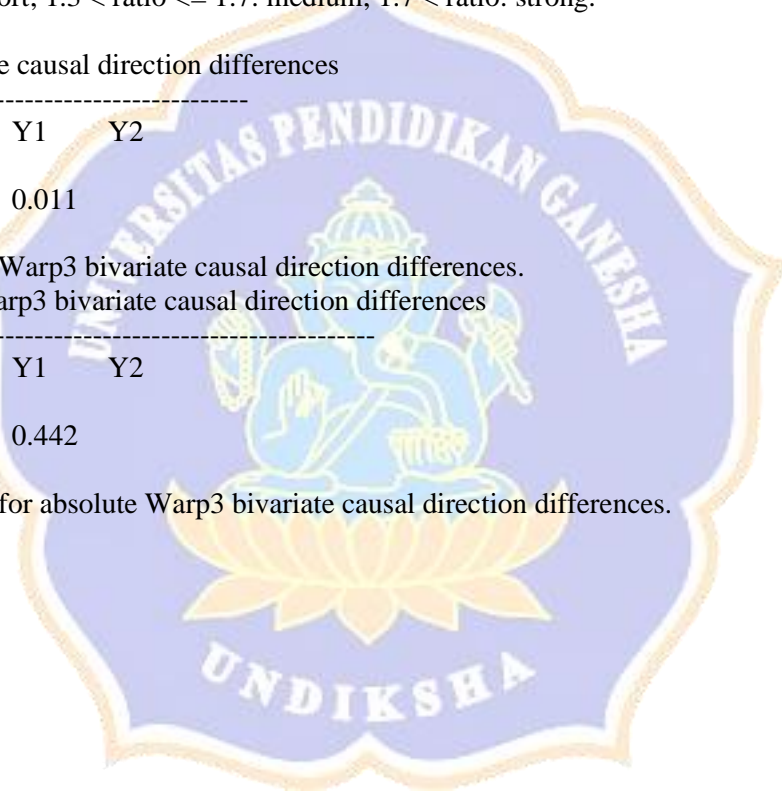 ort; 1.3 < ratio <= 1.7: medium; 1.7 < ratio: strong.
e causal direction differences
--------------------------
Y1 Y2
0.011
Warp3 bivariate causal direction differences.
arp3 bivariate causal direction differences
---------------------------------------
Y1 Y2
0.442
for absolute Warp3 bivariate causal direction differences.
UNIVERSITAS PENDIDIKAN GANESHA
UNDIKSHA